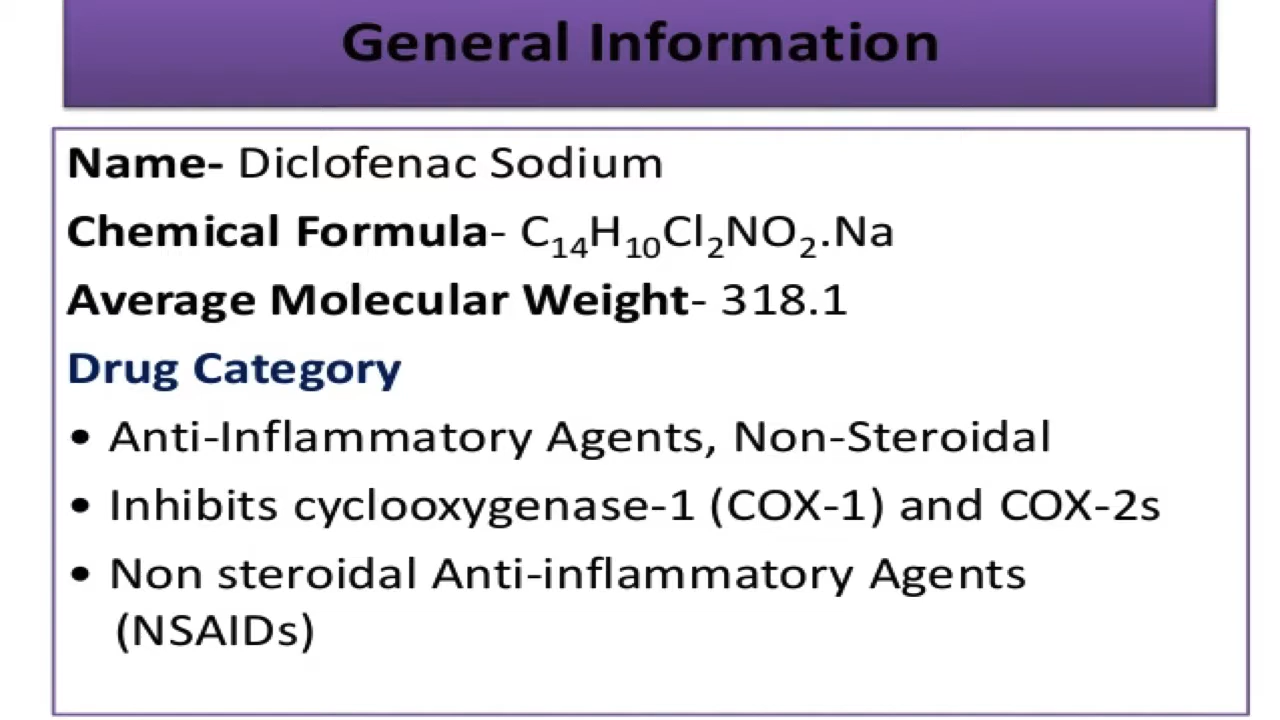 General Information
Name- Diclofenac Sodium
Chemical Formula- C₁₄H₁₀Cl₂NO₂.Na
Average Molecular Weight- 318.1
Drug Category
• Anti-Inflammatory Agents, Non-Steroidal
• Inhibits cyclooxygenase-1 (COX-1) and COX-2s
• Non steroidal Anti-inflammatory Agents
(NSAIDs)